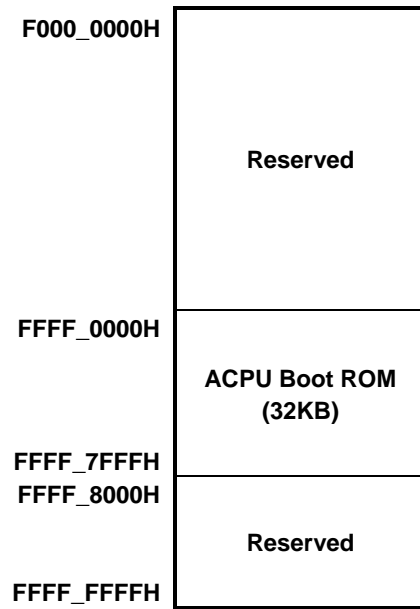 F000_0000H
Reserved
FFFF_0000H
ACPU Boot ROM
(32KB)
FFFF_7FFFH
FFFF_8000H
Reserved
FFFF_FFFFH